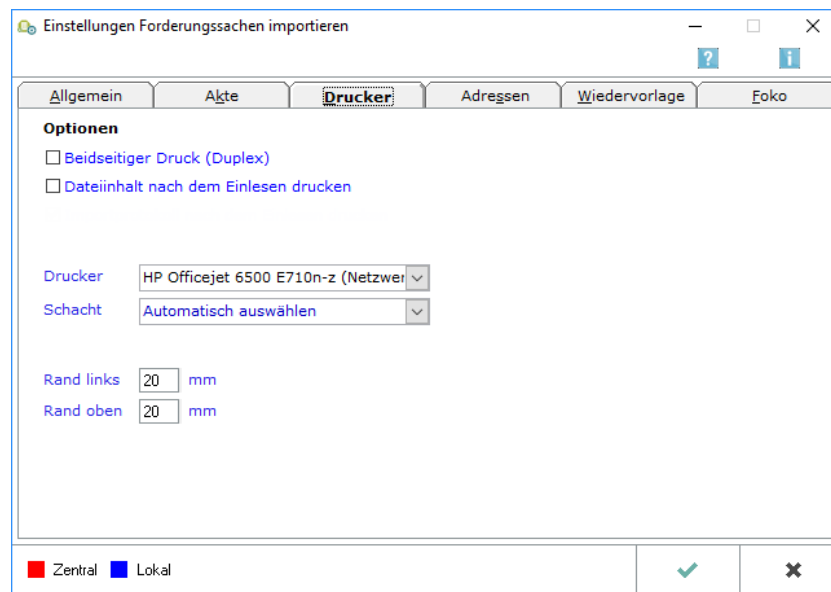 Einstellungen Forderungssachen importieren
? i
Allgemein Akte Drucker Adressen Wiedervorlage Foko
Optionen
Beidseitiger Druck (Duplex)
Dateiinhalt nach dem Einlesen drucken
Drucker HP Officejet 6500 E710n-z (Netzwer
Schacht Automatisch auswählen
Rand links 20 mm
Rand oben 20 mm
Zentral Lokal